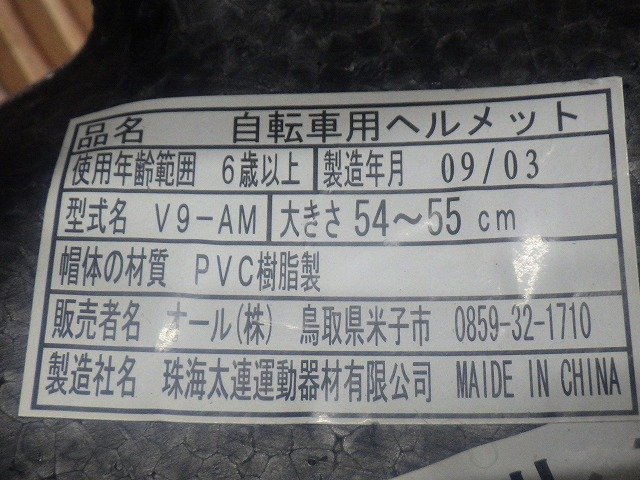 品名 自転車用ヘルメット
使用年齢範囲 6歳以上 製造年月 09/03
型式名 V9-AM 大きさ 54～55cm
帽体の材質 PVC樹脂製
販売者名 オール(株) 鳥取県米子市 0859-32-1710
製造社名 珠海太連運動器材有限公司 MAIDE IN CHINA